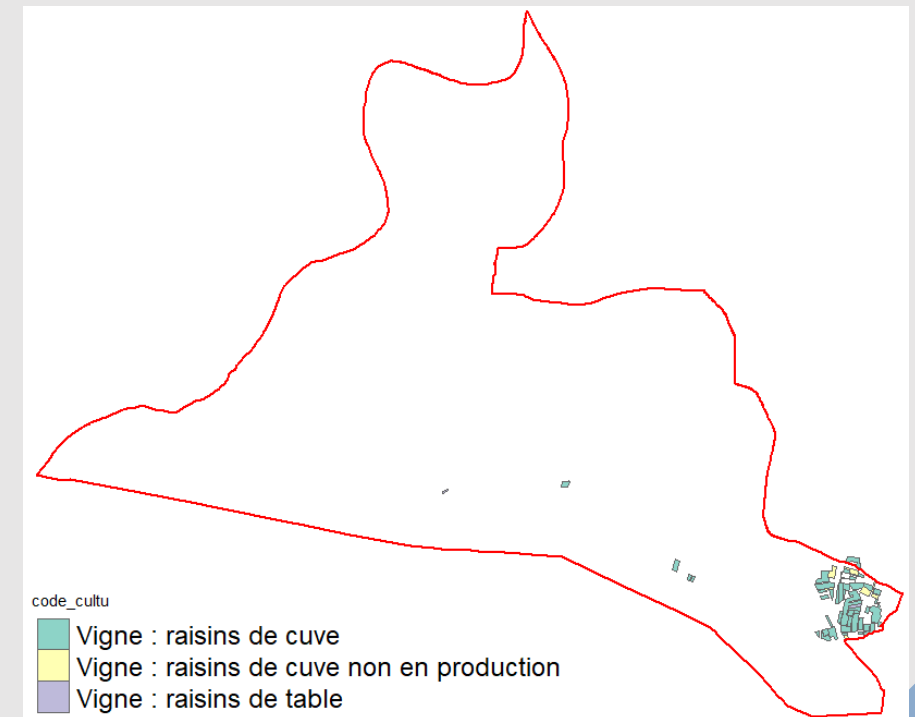 code_cultu
Vigne : raisins de cuve
Vigne : raisins de cuve non en production
Vigne : raisins de table